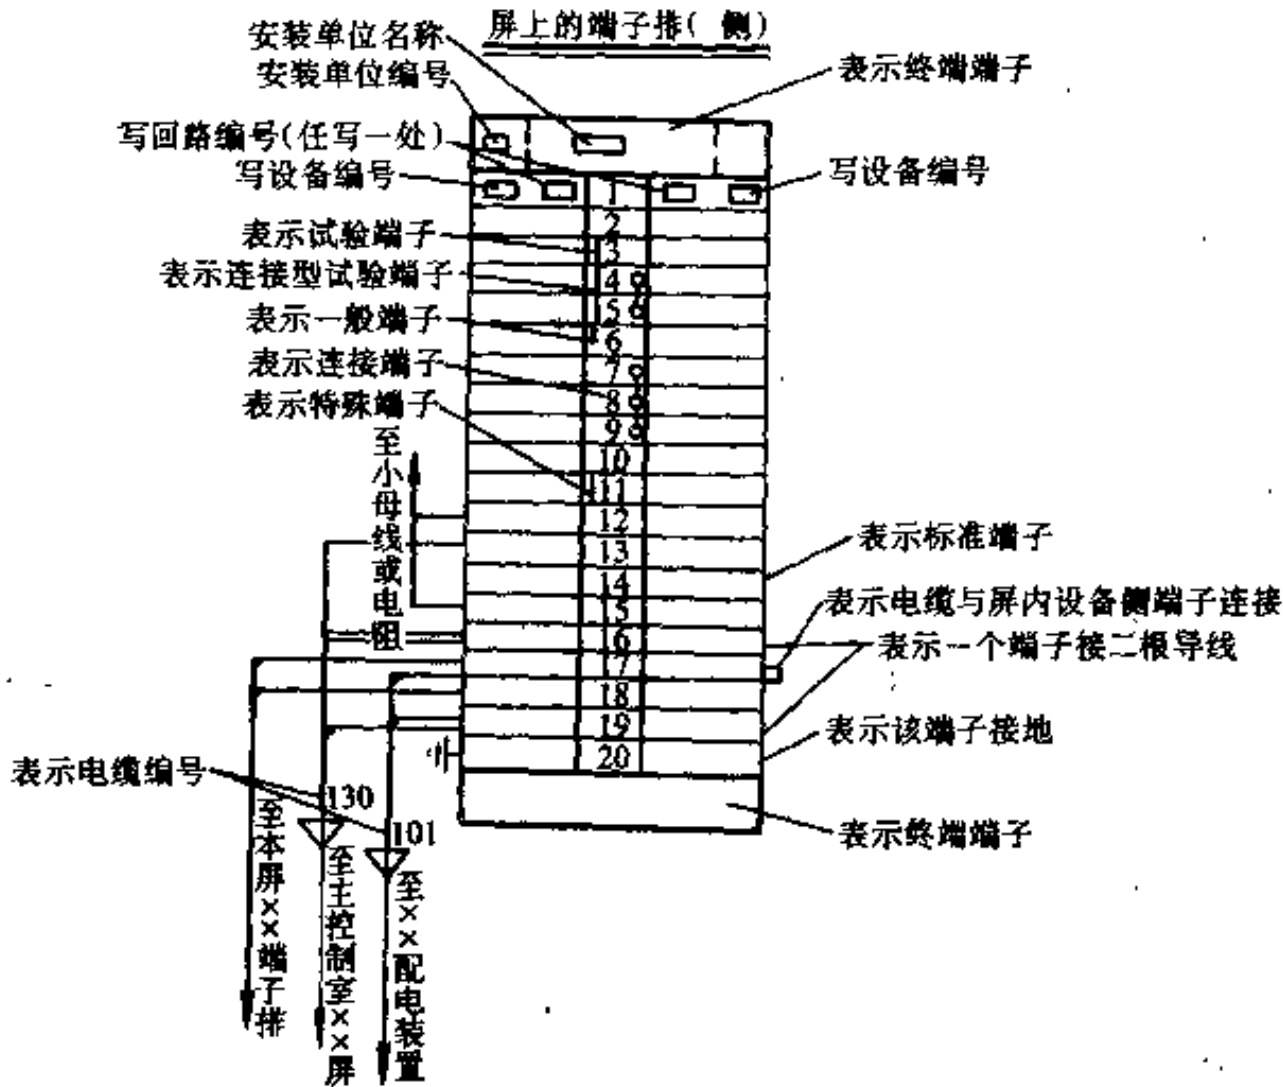 屏上的端子排( 侧)
安装单位名称
安装单位编号
表示终端端子
写回路编号(任写一处)
写设备编号
写设备编号
表示试验端子
表示连接型试验端子
表示一般端子
表示连接端子
表示特殊端子
1
2
3
4
5
6
7
8
9
10
11
12
13
14
15
16
17
18
19
20
至小母线或电阻
表示标准端子
表示电缆与屏内设备侧端子连接
表示一个端子接二根导线
表示该端子接地
表示终端端子
表示电缆编号
130
101
至本屏××端子排
至主控制室××屏
至××配电装置